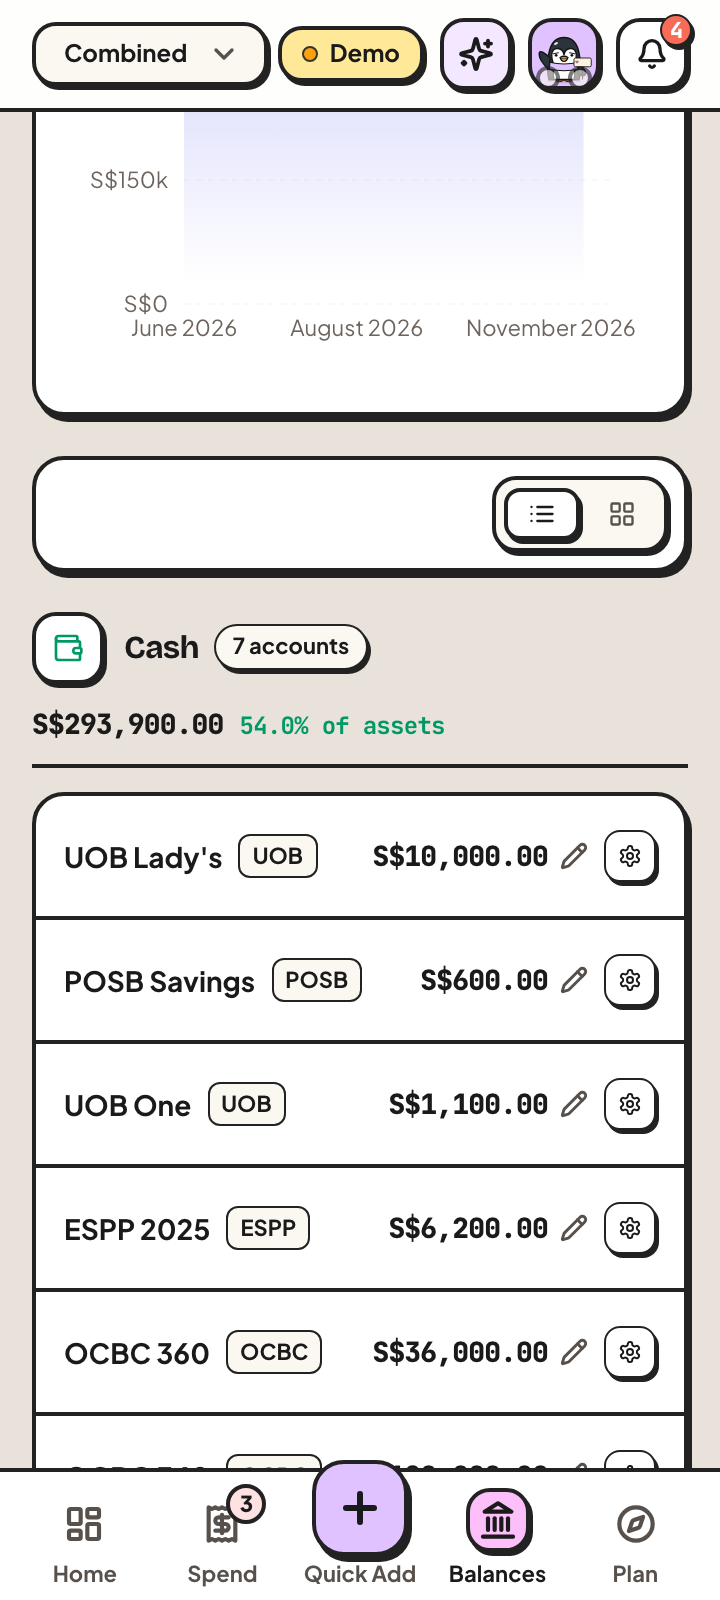 Combined
Demo
4
S$150k
S$0
June 2026 August 2026 November 2026
Cash 7 accounts
S$293,900.00 54.0% of assets
UOB Lady's UOB S$10,000.00
POSB Savings POSB S$600.00
UOB One UOB S$1,100.00
ESPP 2025 ESPP S$6,200.00
OCBC 360 OCBC S$36,000.00
3
Home Spend Quick Add Balances Plan